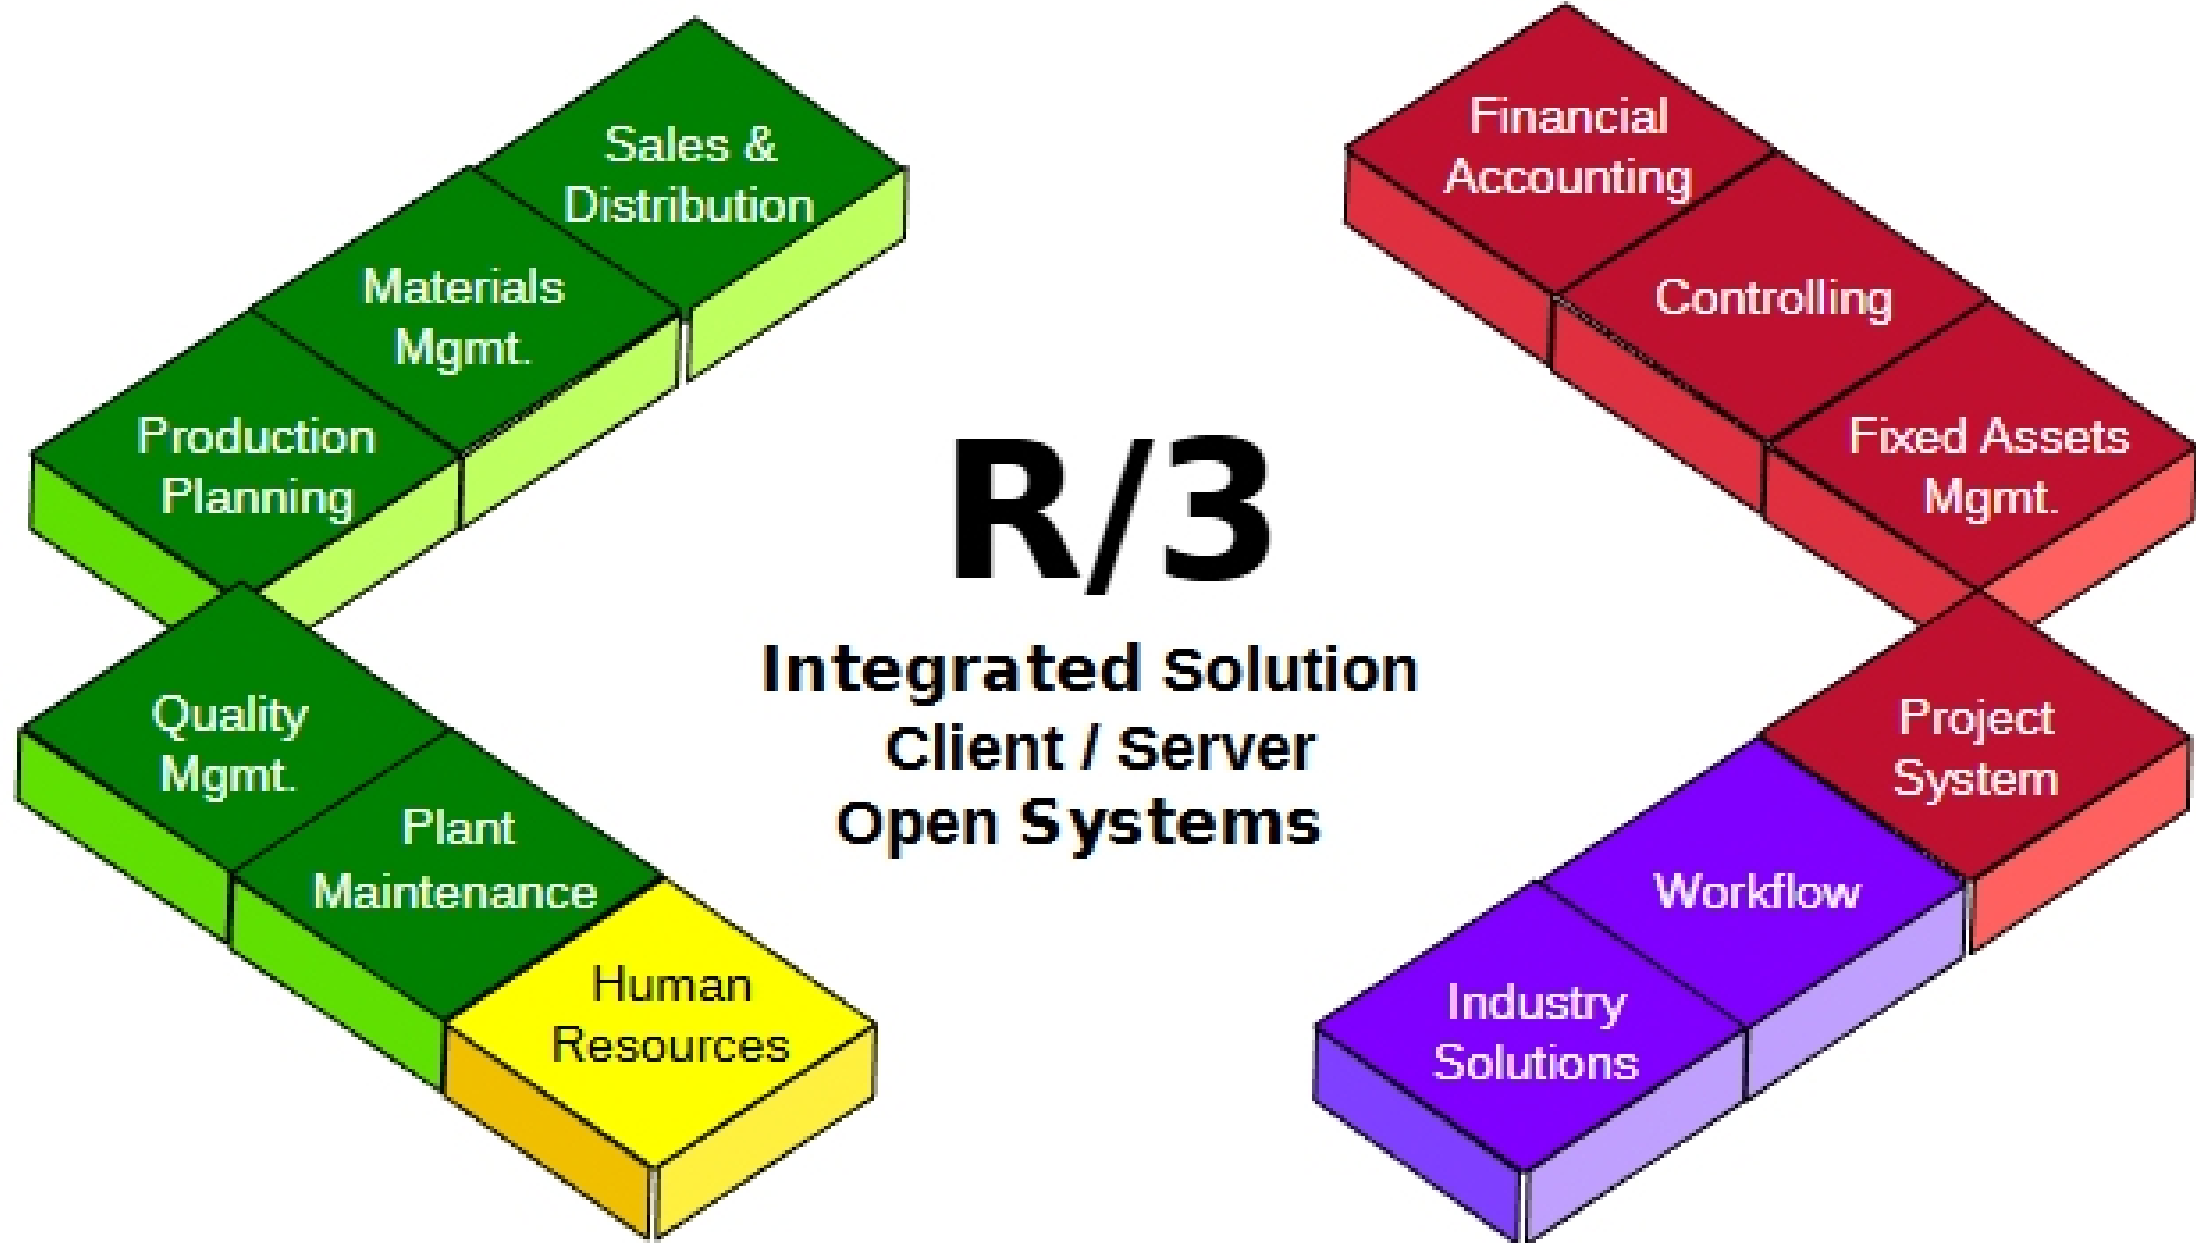 Sales &
Distribution
Materials
Mgmt.
Production
Planning
Quality
Mgmt.
Plant
Maintenance
Human
Resources
R/3
Integrated Solution
Client / Server
Open Systems
Financial
Accounting
Controlling
Fixed Assets
Mgmt.
Project
System
Workflow
Industry
Solutions